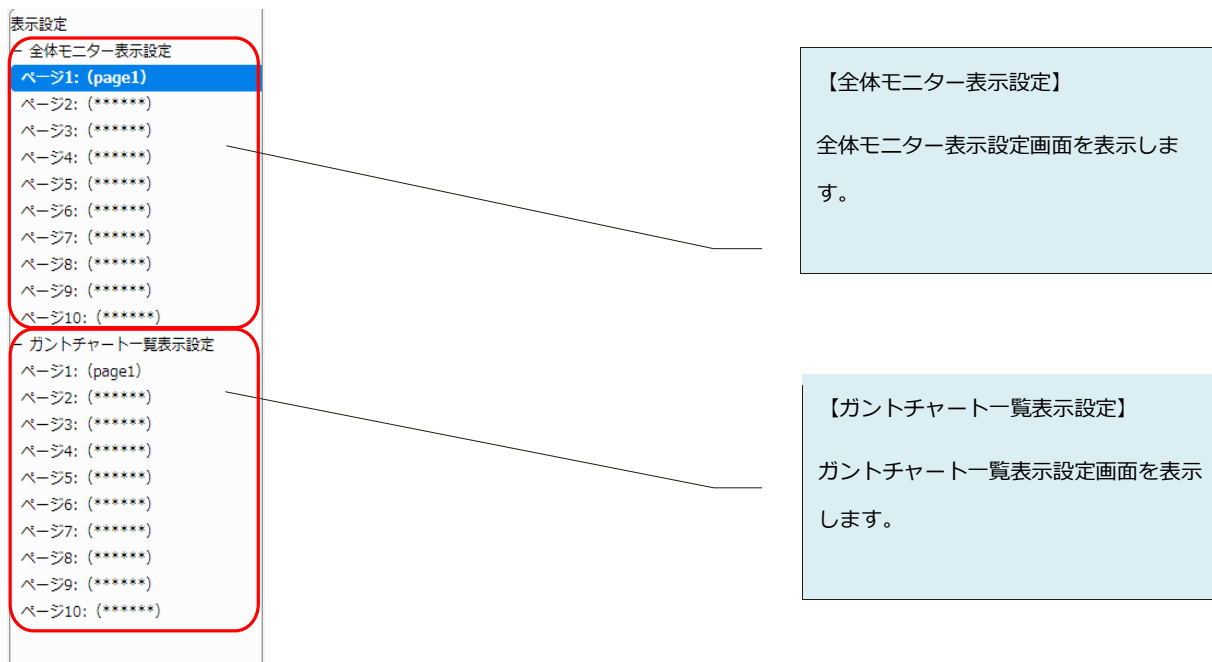 表示設定
- 全体モニター表示設定
ページ1: (page1)
ページ2: (******)
ページ3: (******)
ページ4: (******)
ページ5: (******)
ページ6: (******)
ページ7: (******)
ページ8: (******)
ページ9: (******)
ページ10: (******)
- ガントチャート一覧表示設定
ページ1: (page1)
ページ2: (******)
ページ3: (******)
ページ4: (******)
ページ5: (******)
ページ6: (******)
ページ7: (******)
ページ8: (******)
ページ9: (******)
ページ10: (******)
【全体モニター表示設定】
全体モニター表示設定画面を表示しま
す。
【ガントチャート一覧表示設定】
ガントチャート一覧表示設定画面を表示
します。